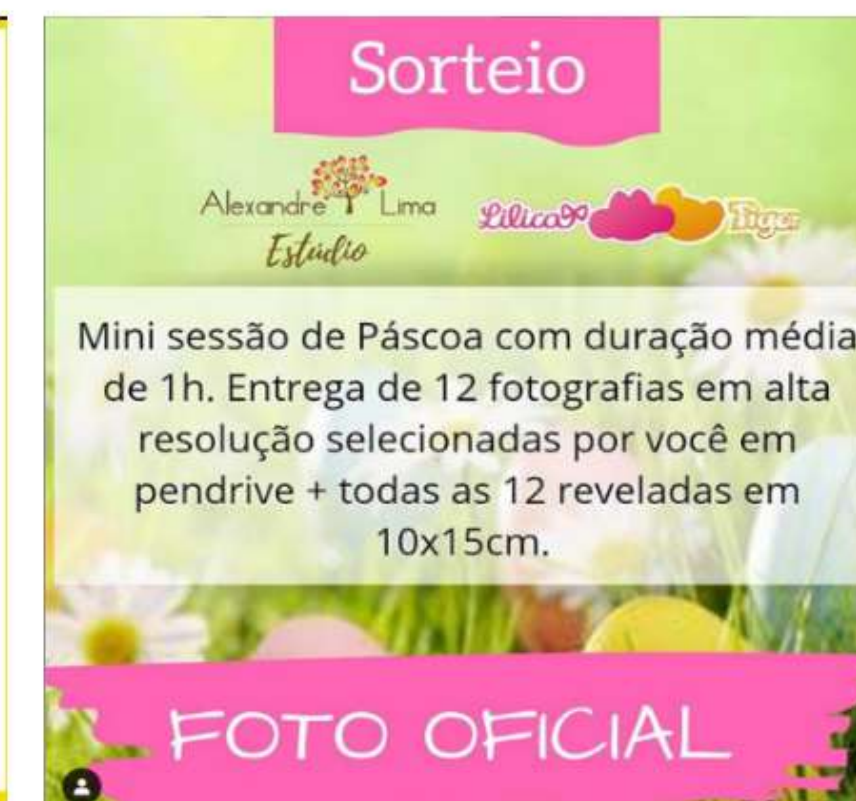 Sorteio
Alexandre Lima
Estúdio
Lilica Tigor
Mini sessão de Páscoa com duração média
de 1h. Entrega de 12 fotografias em alta
resolução selecionadas por você em
pendrive + todas as 12 reveladas em
10x15cm.
FOTO OFICIAL